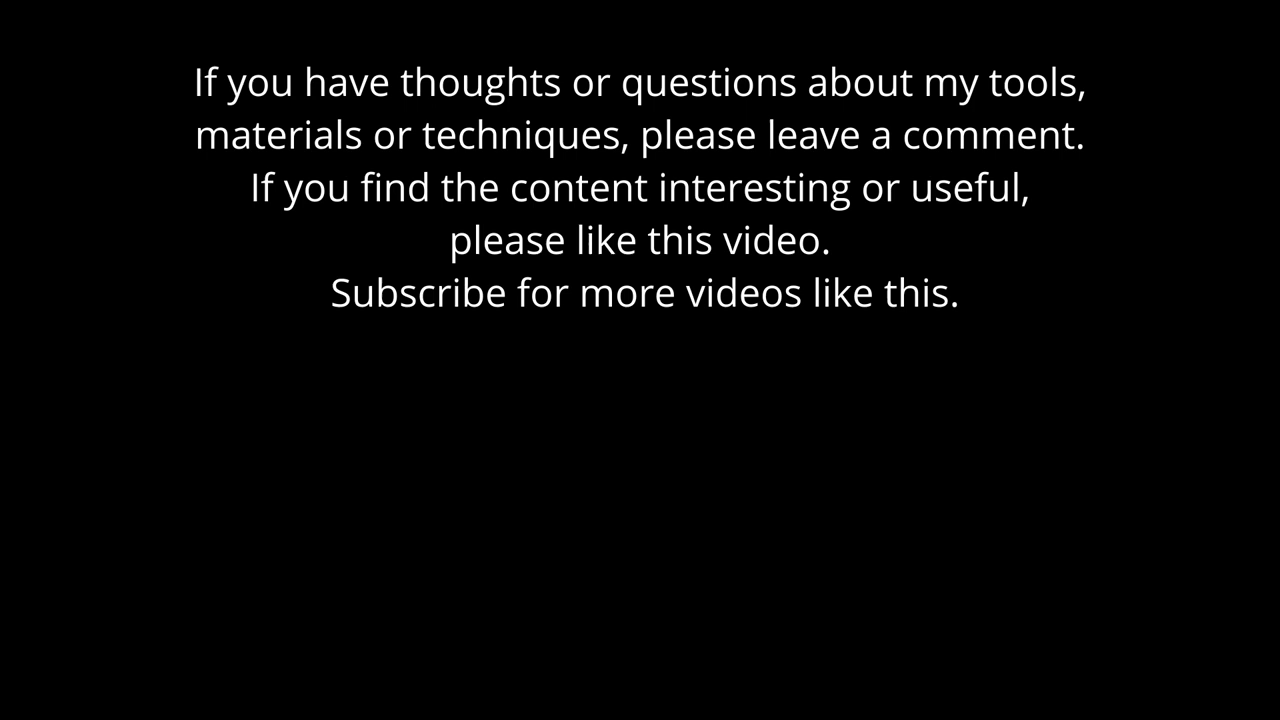 If you have thoughts or questions about my tools,
materials or techniques, please leave a comment.
If you find the content interesting or useful,
please like this video.
Subscribe for more videos like this.